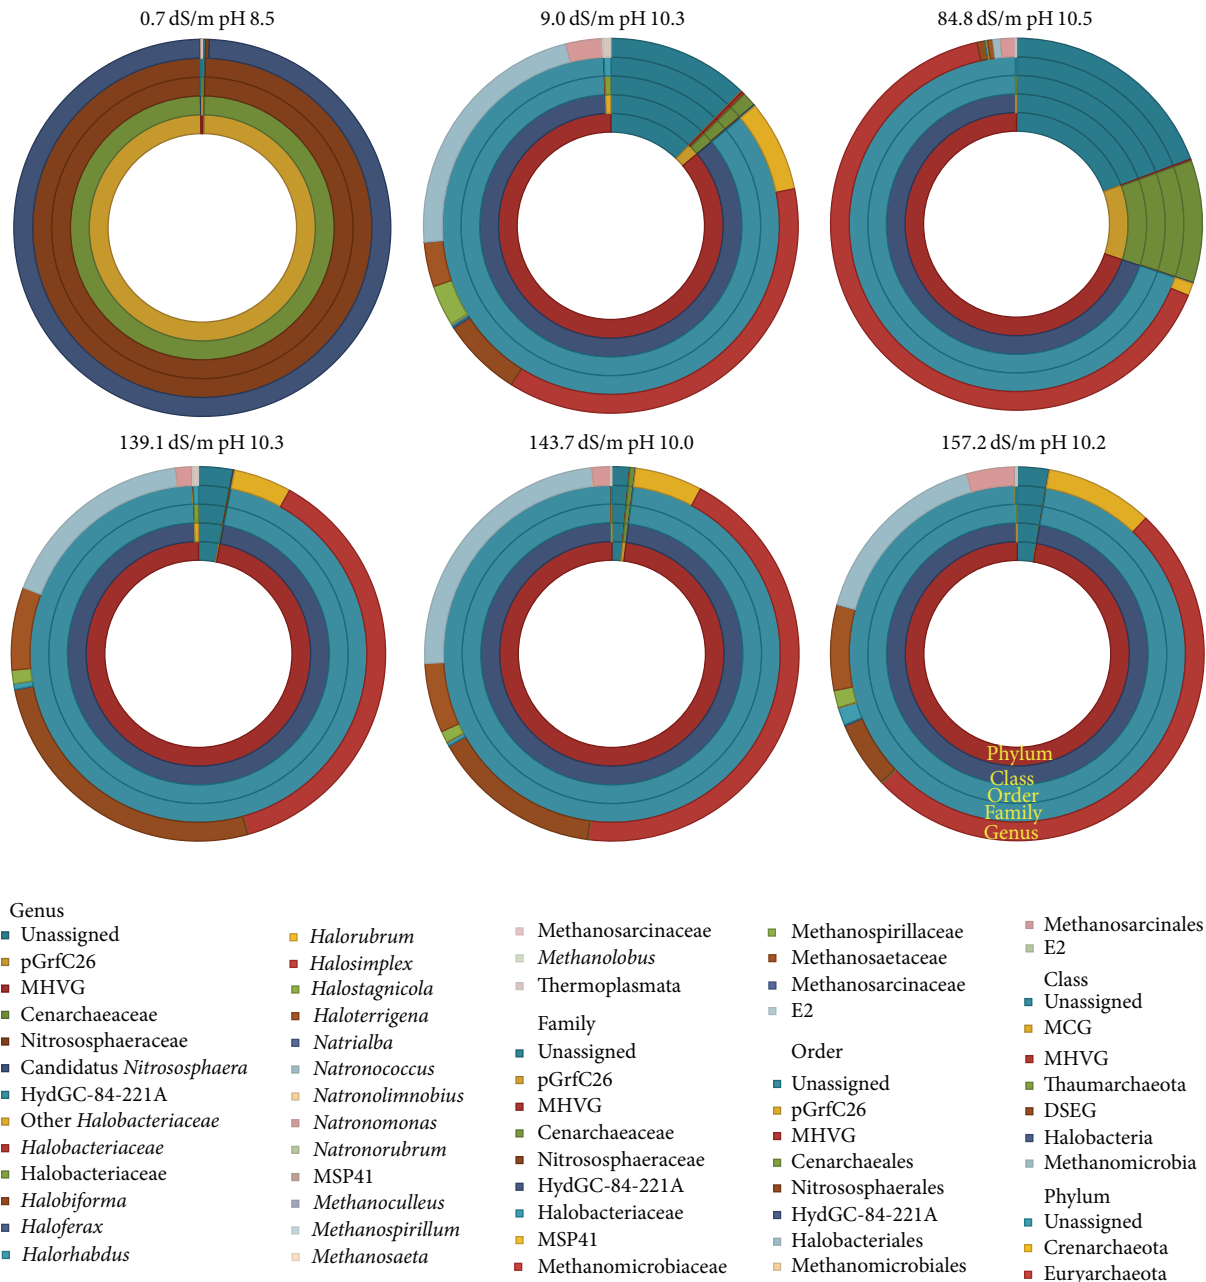 0.7 dS/m pH 8.5
9.0 dS/m pH 10.3
84.8 dS/m pH 10.5
139.1 dS/m pH 10.3
143.7 dS/m pH 10.0
157.2 dS/m pH 10.2
Phylum
Class
Order
Family
Genus
Genus
Unassigned
pGrfC26
MHVG
Cenarchaeaceae
Nitrososphaeraceae
Candidatus Nitrososphaera
HydGC-84-221A
Other Halobacteriaceae
Halobacteriaceae
Halobacteriaceae
Halobiforma
Haloferax
Halorhabdus
Halorubrum
Halosimplex
Halostagnicola
Haloterrigena
Natrialba
Natronococcus
Natronolimnobius
Natronomonas
Natronorubrum
MSP41
Methanoculleus
Methanospirillum
Methanosaeta
Methanosarcinaceae
Methanolobus
Thermoplasmata
Family
Unassigned
pGrfC26
MHVG
Cenarchaeaceae
Nitrososphaeraceae
HydGC-84-221A
Halobacteriaceae
MSP41
Methanomicrobiaceae
Methanospirillaceae
Methanosaetaceae
Methanosarcinaceae
E2
Order
Unassigned
pGrfC26
MHVG
Cenarchaeales
Nitrososphaerales
HydGC-84-221A
Halobacteriales
Methanomicrobiales
Methanosarcinales
E2
Class
Unassigned
MCG
MHVG
Thaumarchaeota
DSEG
Halobacteria
Methanomicrobia
Phylum
Unassigned
Crenarchaeota
Euryarchaeota